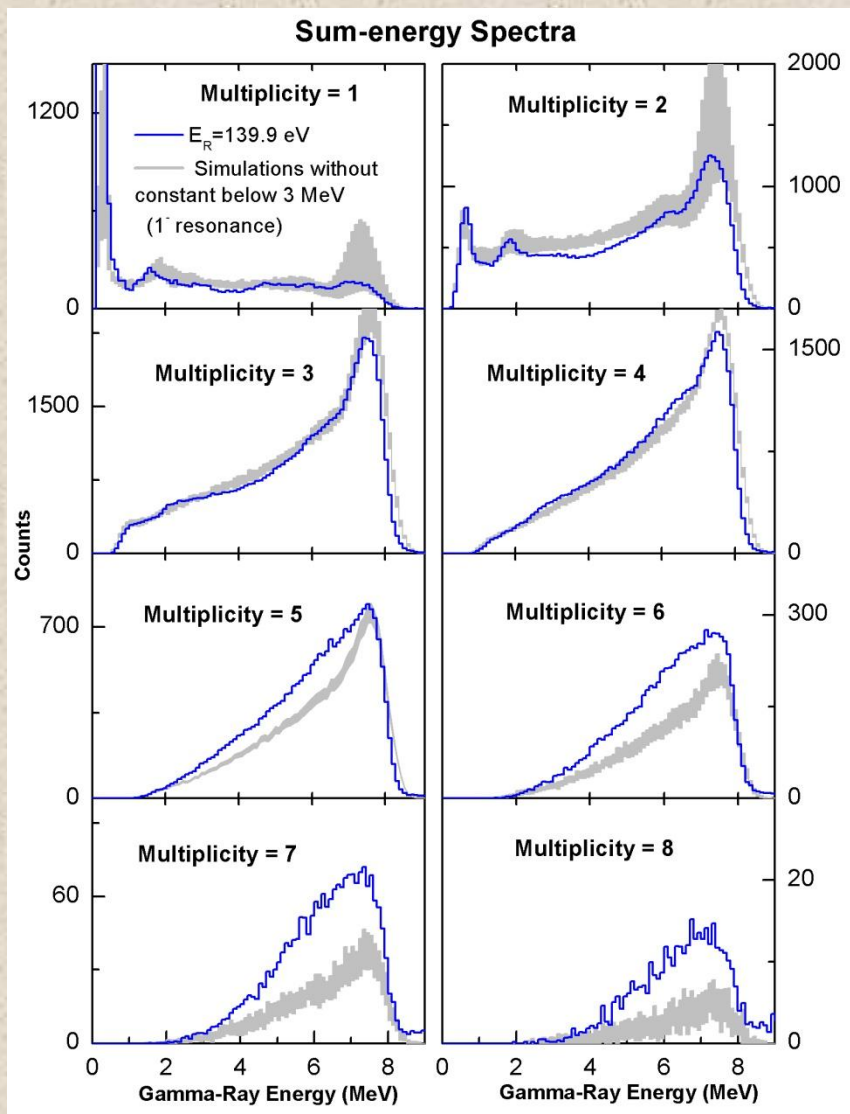 Sum-energy Spectra
Multiplicity = 1
E_R=139.9 eV
Simulations without
constant below 3 MeV
(1⁻ resonance)
1200
0
Multiplicity = 2
2000
1000
0
Multiplicity = 3
1500
0
Multiplicity = 4
1500
0
Counts
Multiplicity = 5
700
0
Multiplicity = 6
300
0
Multiplicity = 7
60
0
Multiplicity = 8
20
0
0 2 4 6 8
0 2 4 6 8
Gamma-Ray Energy (MeV)
Gamma-Ray Energy (MeV)